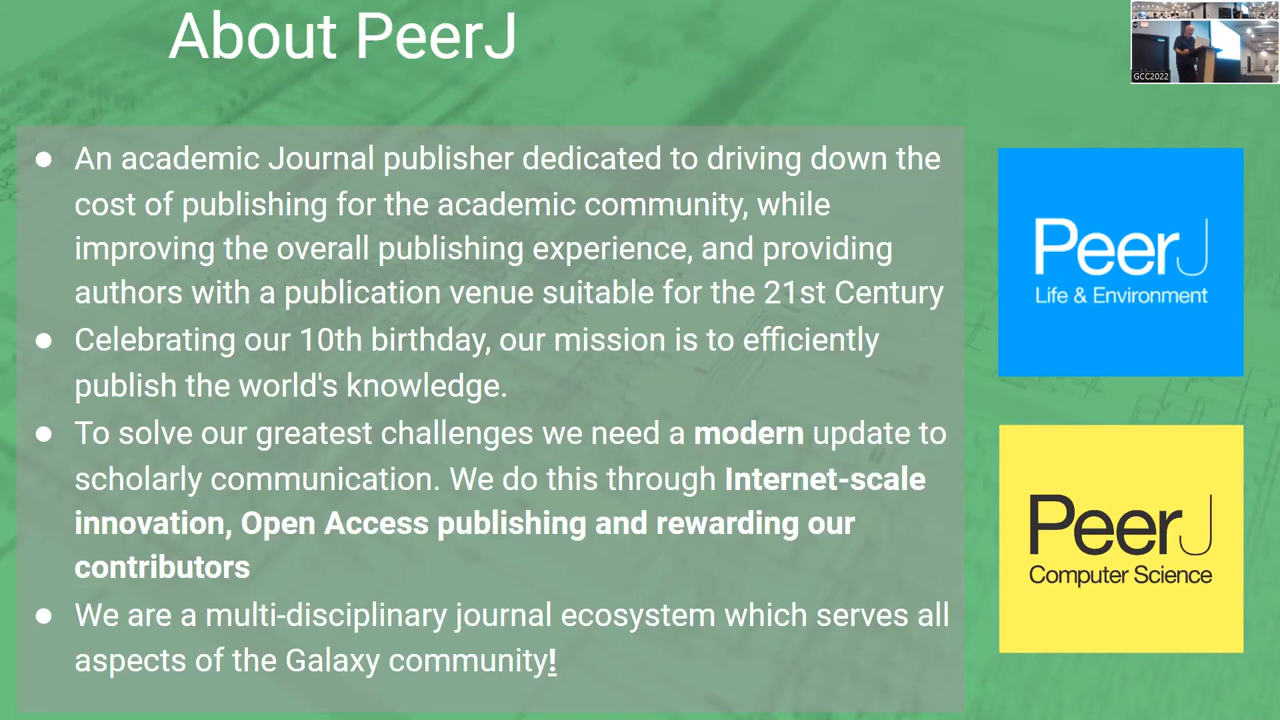 About PeerJ
GCC2022
● An academic Journal publisher dedicated to driving down the
cost of publishing for the academic community, while
improving the overall publishing experience, and providing
authors with a publication venue suitable for the 21st Century
● Celebrating our 10th birthday, our mission is to efficiently
publish the world's knowledge.
● To solve our greatest challenges we need a modern update to
scholarly communication. We do this through Internet-scale
innovation, Open Access publishing and rewarding our
contributors
● We are a multi-disciplinary journal ecosystem which serves all
aspects of the Galaxy community!
PeerJ
Life & Environment
PeerJ
Computer Science